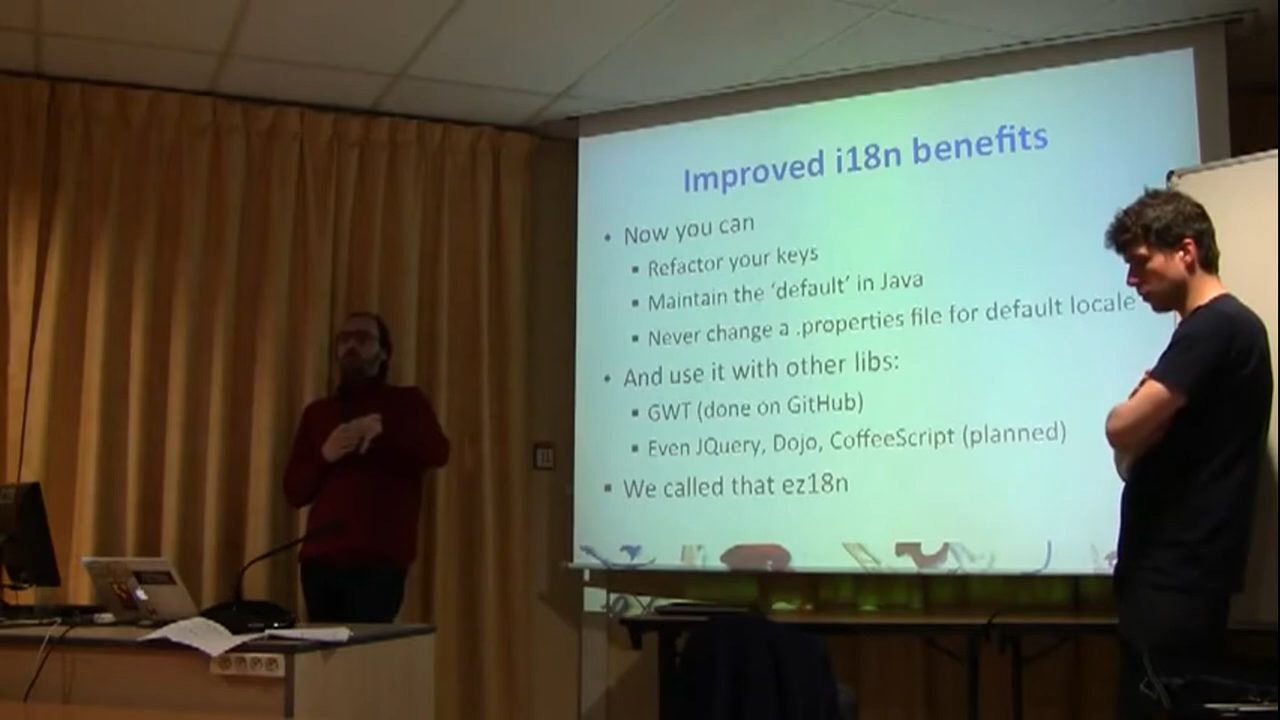 Improved i18n benefits
• Now you can
▪ Refactor your keys
▪ Maintain the ‘default’ in Java
▪ Never change a .properties file for default locale
• And use it with other libs:
▪ GWT (done on GitHub)
▪ Even JQuery, Dojo, CoffeeScript (planned)
▪ We called that ez18n